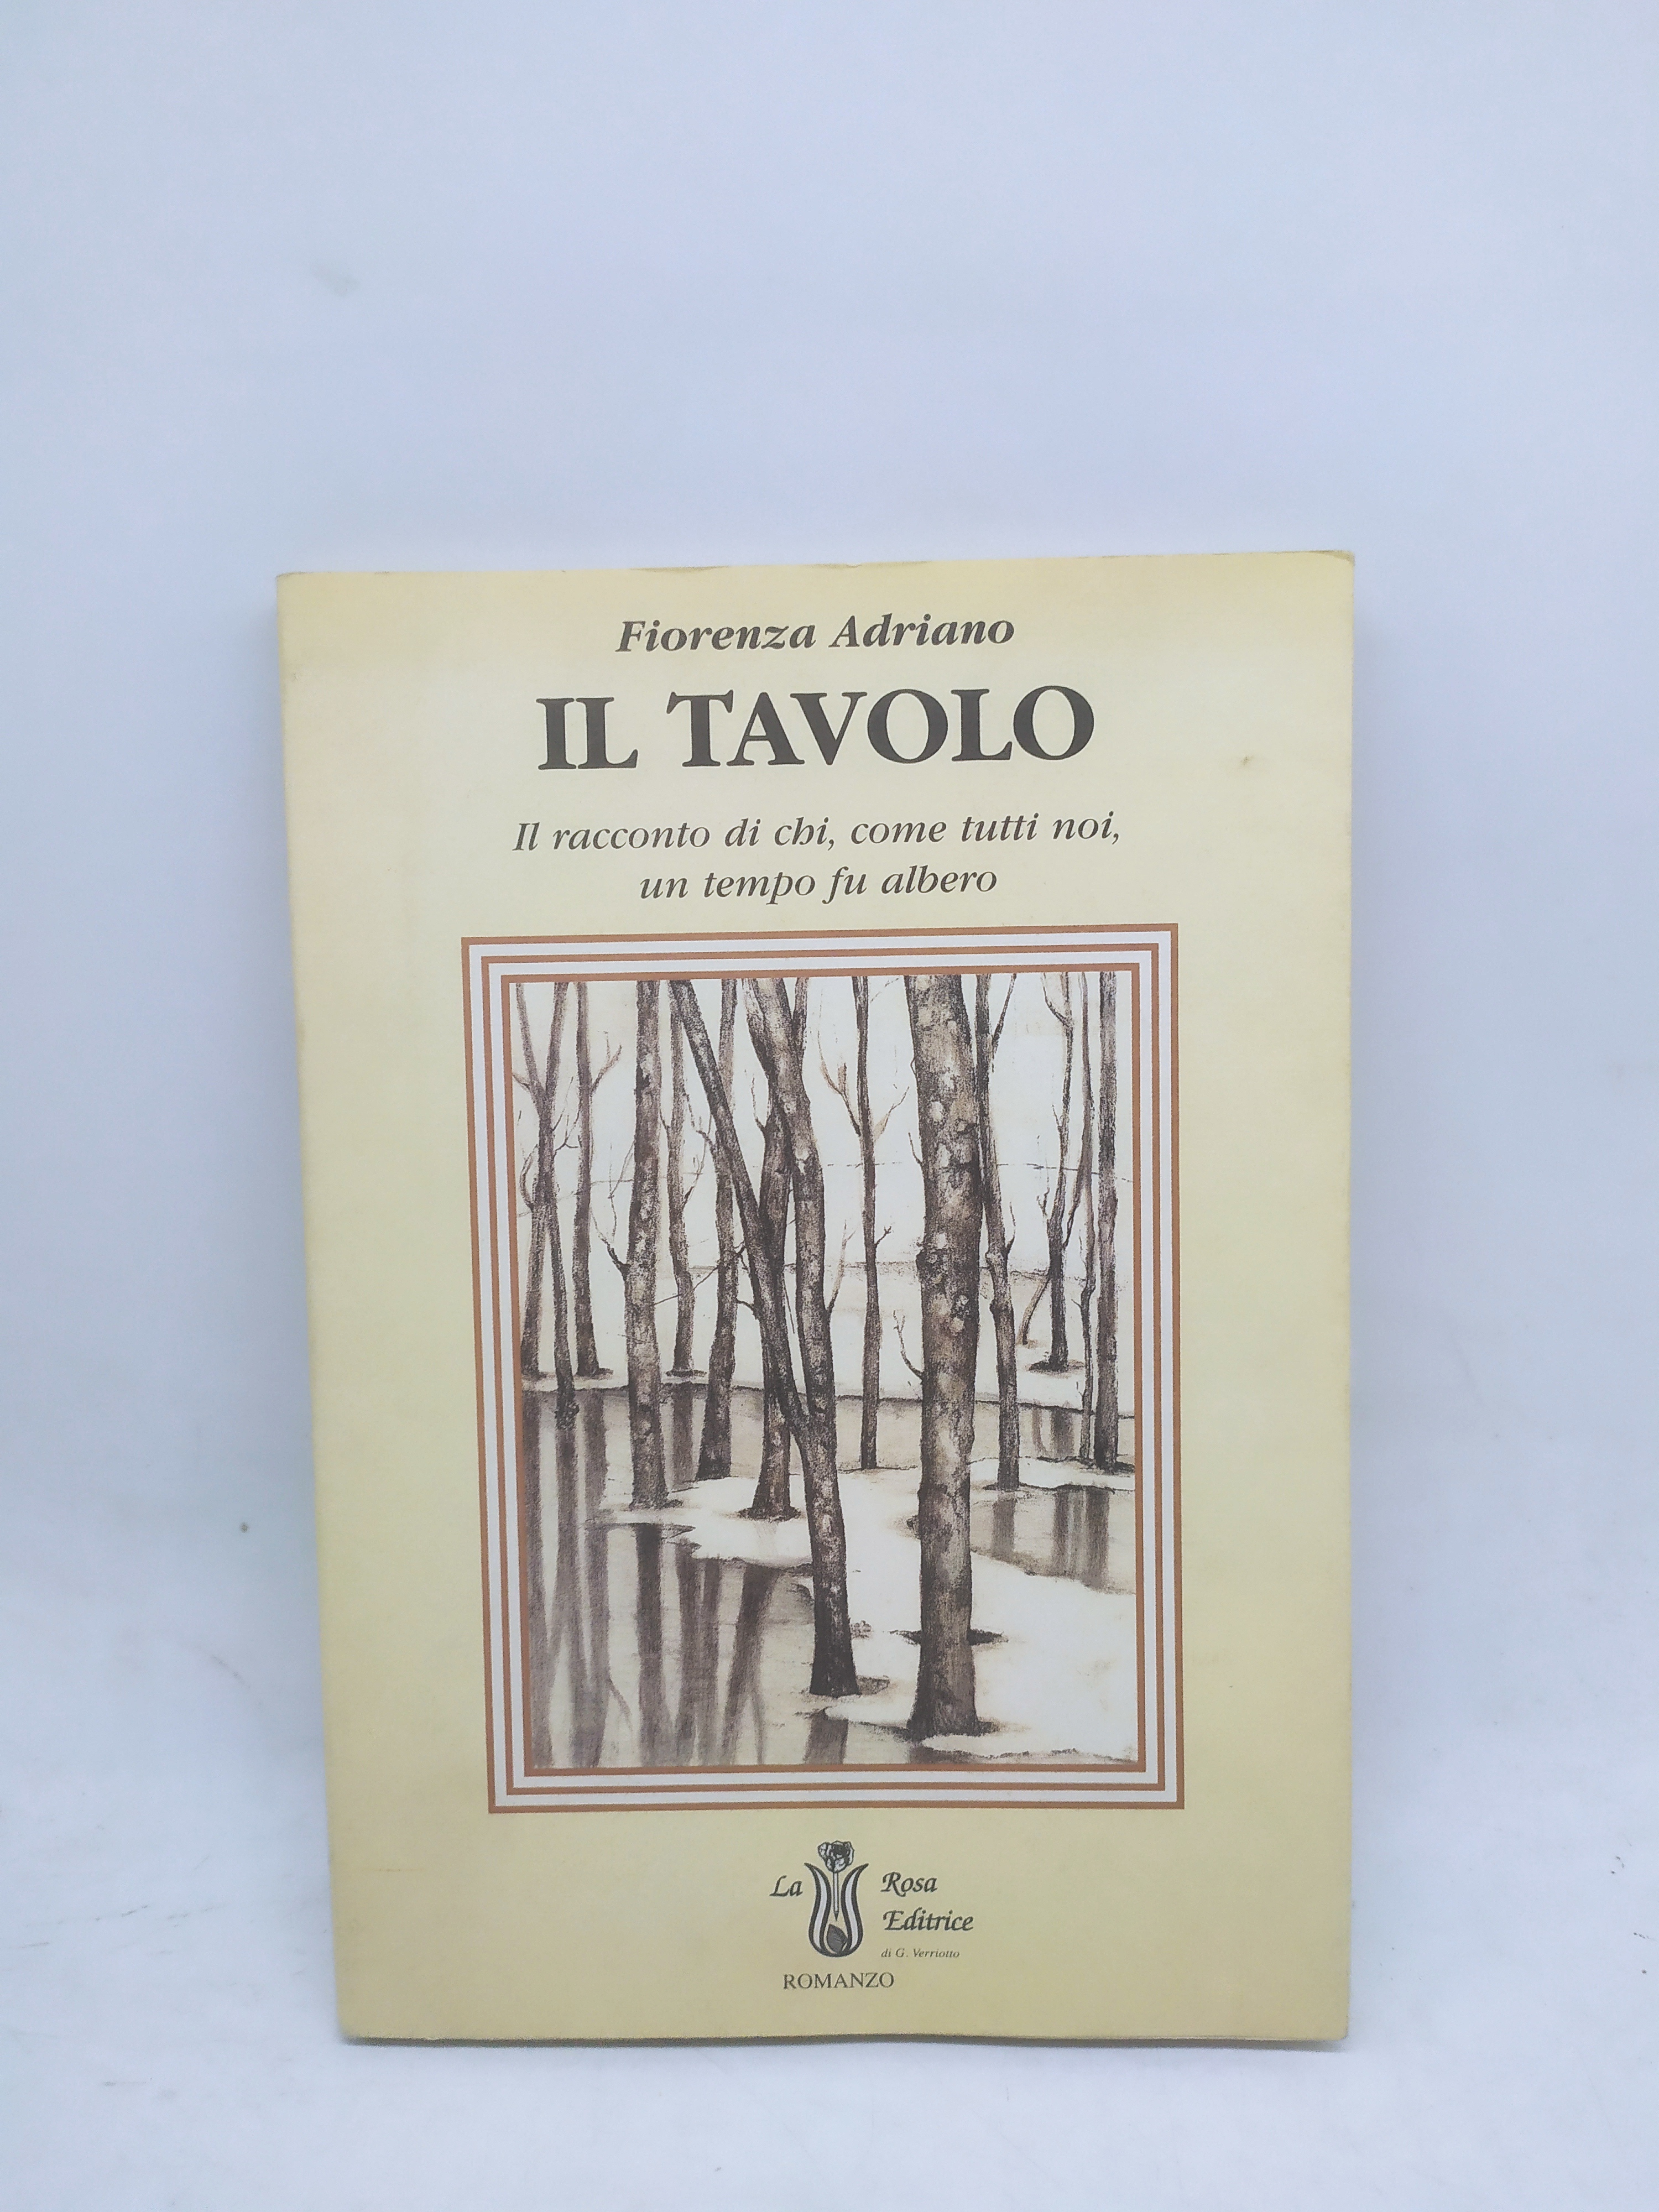 Fiorenza Adriano
IL TAVOLO
Il racconto di chi, come tutti noi,
un tempo fu albero
La Rosa
Editrice
di G. Verriotto
ROMANZO